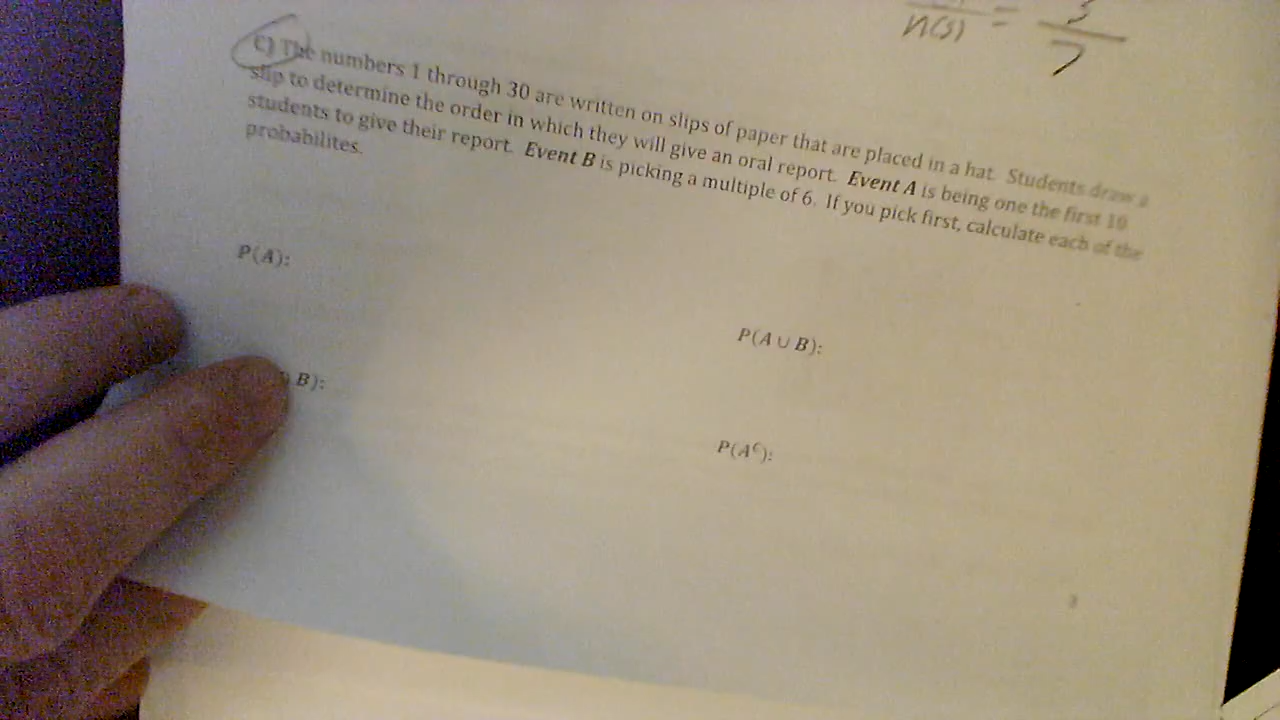 n(s) = 3
7
C) The numbers 1 through 30 are written on slips of paper that are placed in a hat. Students draw a
slip to determine the order in which they will give an oral report. Event A is being one the first 10
students to give their report. Event B is picking a multiple of 6. If you pick first, calculate each of the
probabilites.
P(A):
P(A ∪ B):
B):
P(Aᶜ):